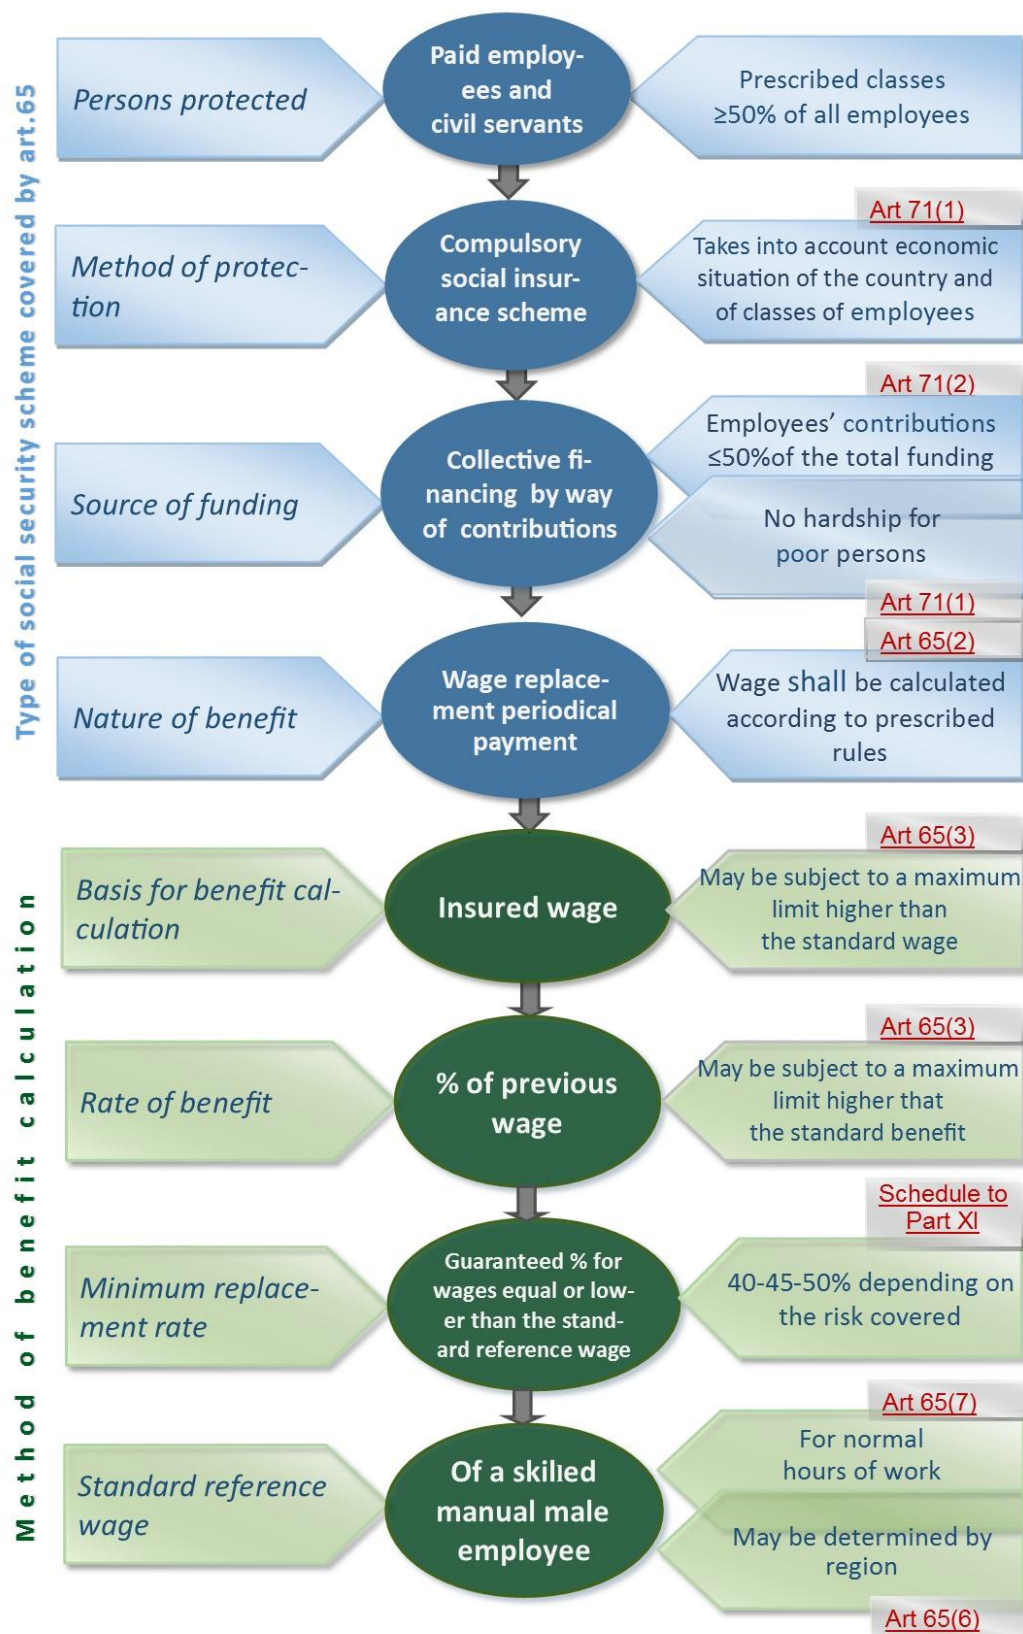 Type of social security scheme covered by art.65
Persons protected
Paid employ-
ees and
civil servants
Prescribed classes
≥50% of all employees
Method of protec-
tion
Compulsory
social insur-
ance scheme
Art 71(1)
Takes into account economic
situation of the country and
of classes of employees
Source of funding
Collective fi-
nancing by way
of contributions
Art 71(2)
Employees’ contributions
≤50%of the total funding
No hardship for
poor persons
Art 71(1)
Nature of benefit
Wage replace-
ment periodical
payment
Art 65(2)
Wage shall be calculated
according to prescribed
rules
Method of benefit calculation
Basis for benefit cal-
culation
Insured wage
Art 65(3)
May be subject to a maximum
limit higher than
the standard wage
Rate of benefit
% of previous
wage
Art 65(3)
May be subject to a maximum
limit higher that
the standard benefit
Minimum replace-
ment rate
Guaranteed % for
wages equal or low-
er than the stand-
ard reference wage
Schedule to
Part XI
40-45-50% depending on
the risk covered
Standard reference
wage
Of a skilled
manual male
employee
Art 65(7)
For normal
hours of work
May be determined by
region
Art 65(6)